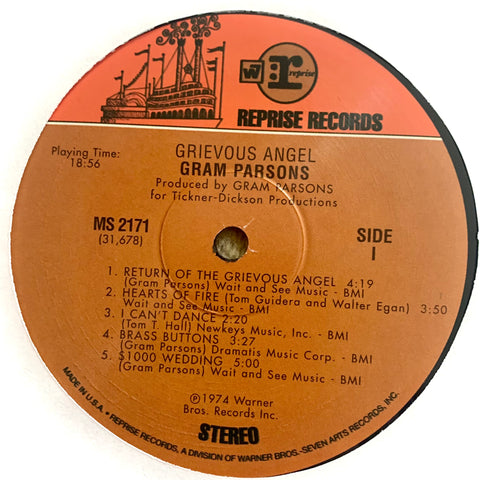 W
r
reprise
REPRISE RECORDS
Playing Time:
18:56
GRIEVOUS ANGEL
GRAM PARSONS
Produced by GRAM PARSONS
for Tickner-Dickson Productions
MS 2171
(31,678)
SIDE
I
1. RETURN OF THE GRIEVOUS ANGEL 4:19
(Gram Parsons) Wait and See Music - BMI
2. HEARTS OF FIRE (Tom Guidera and Walter Egan) 3:50
Wait and See Music - BMI
3. I CAN'T DANCE 2:20
(Tom T. Hall) Newkeys Music, Inc. - BMI
4. BRASS BUTTONS 3:27
(Gram Parsons) Dramatis Music Corp. - BMI
5. $1000 WEDDING 5:00
(Gram Parsons) Wait and See Music - BMI
℗1974 Warner
Bros. Records Inc.
STEREO
MADE IN U.S.A. • REPRISE RECORDS, A DIVISION OF WARNER BROS.-SEVEN ARTS RECORDS, INC.